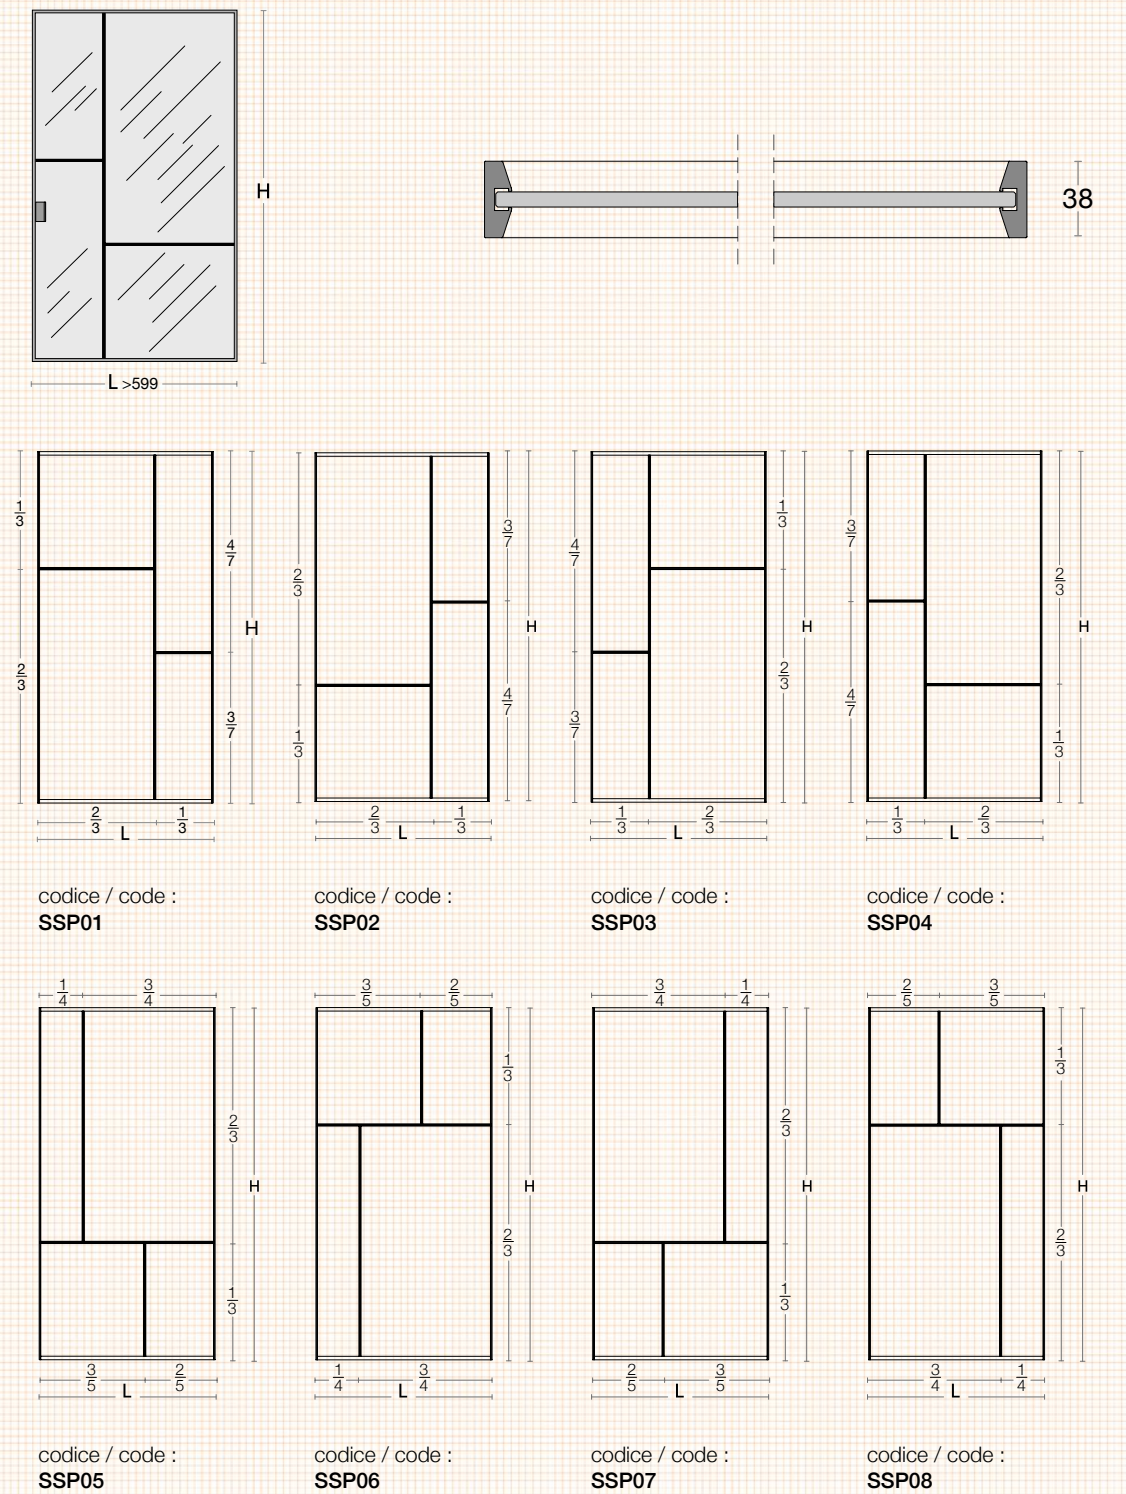 H
38
L >599
1/3
2/3
4/7
3/7
H
2/3
1/3
L
2/3
1/3
3/7
4/7
H
2/3
1/3
L
4/7
3/7
1/3
2/3
H
1/3
2/3
L
3/7
4/7
2/3
1/3
H
1/3
2/3
L
codice / code :
SSP01
codice / code :
SSP02
codice / code :
SSP03
codice / code :
SSP04
1/4
3/4
2/3
1/3
H
3/5
2/5
L
3/5
2/5
1/3
2/3
H
1/4
3/4
L
3/4
1/4
2/3
1/3
H
2/5
3/5
L
2/5
3/5
1/3
2/3
H
3/4
1/4
L
codice / code :
SSP05
codice / code :
SSP06
codice / code :
SSP07
codice / code :
SSP08